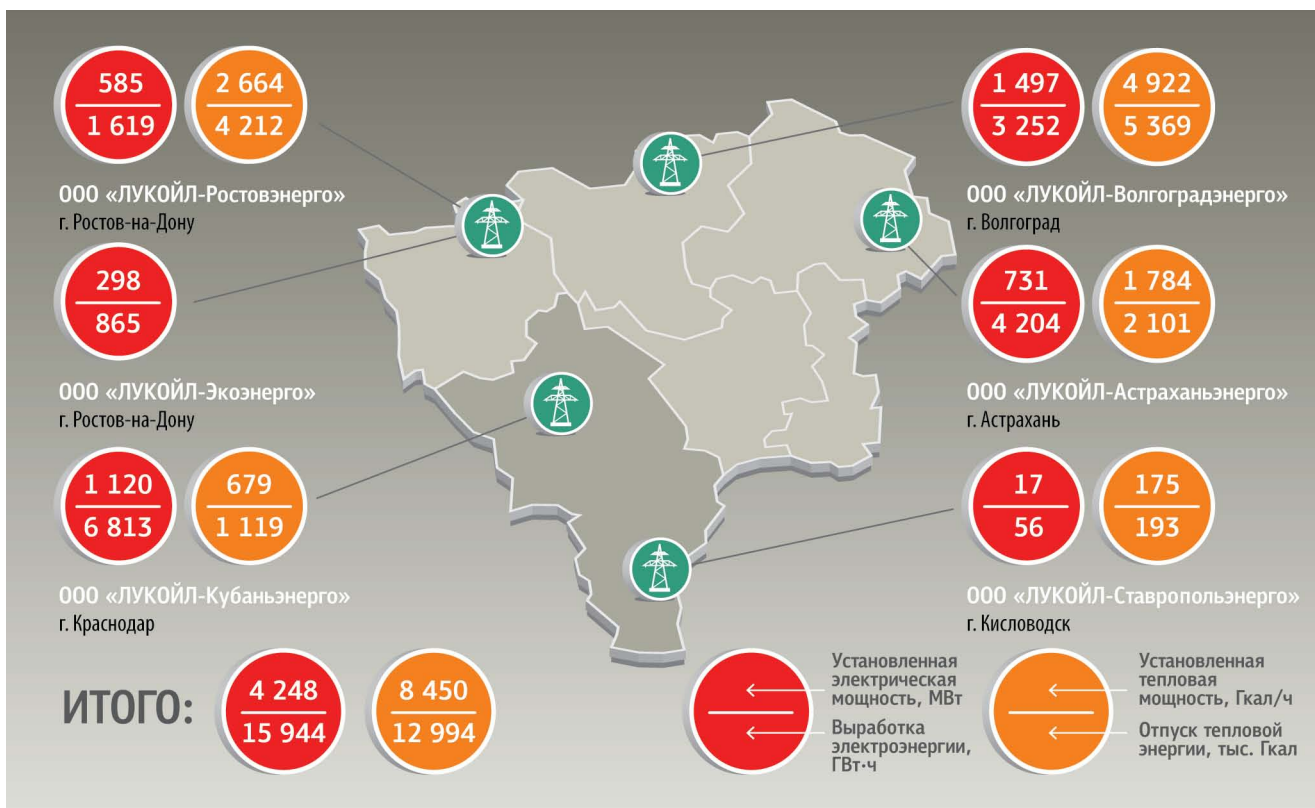 585
1 619
2 664
4 212
ООО «ЛУКОЙЛ-Ростовэнерго»
г. Ростов-на-Дону
298
865
ООО «ЛУКОЙЛ-Экоэнерго»
г. Ростов-на-Дону
1 120
6 813
679
1 119
ООО «ЛУКОЙЛ-Кубаньэнерго»
г. Краснодар
1 497
3 252
4 922
5 369
ООО «ЛУКОЙЛ-Волгоградэнерго»
г. Волгоград
731
4 204
1 784
2 101
ООО «ЛУКОЙЛ-Астраханьэнерго»
г. Астрахань
17
56
175
193
ООО «ЛУКОЙЛ-Ставропольэнерго»
г. Кисловодск
ИТОГО:
4 248
15 944
8 450
12 994
Установленная
электрическая
мощность, МВт
Выработка
электроэнергии,
ГВт·ч
Установленная
тепловая
мощность, Гкал/ч
Отпуск тепловой
энергии, тыс. Гкал